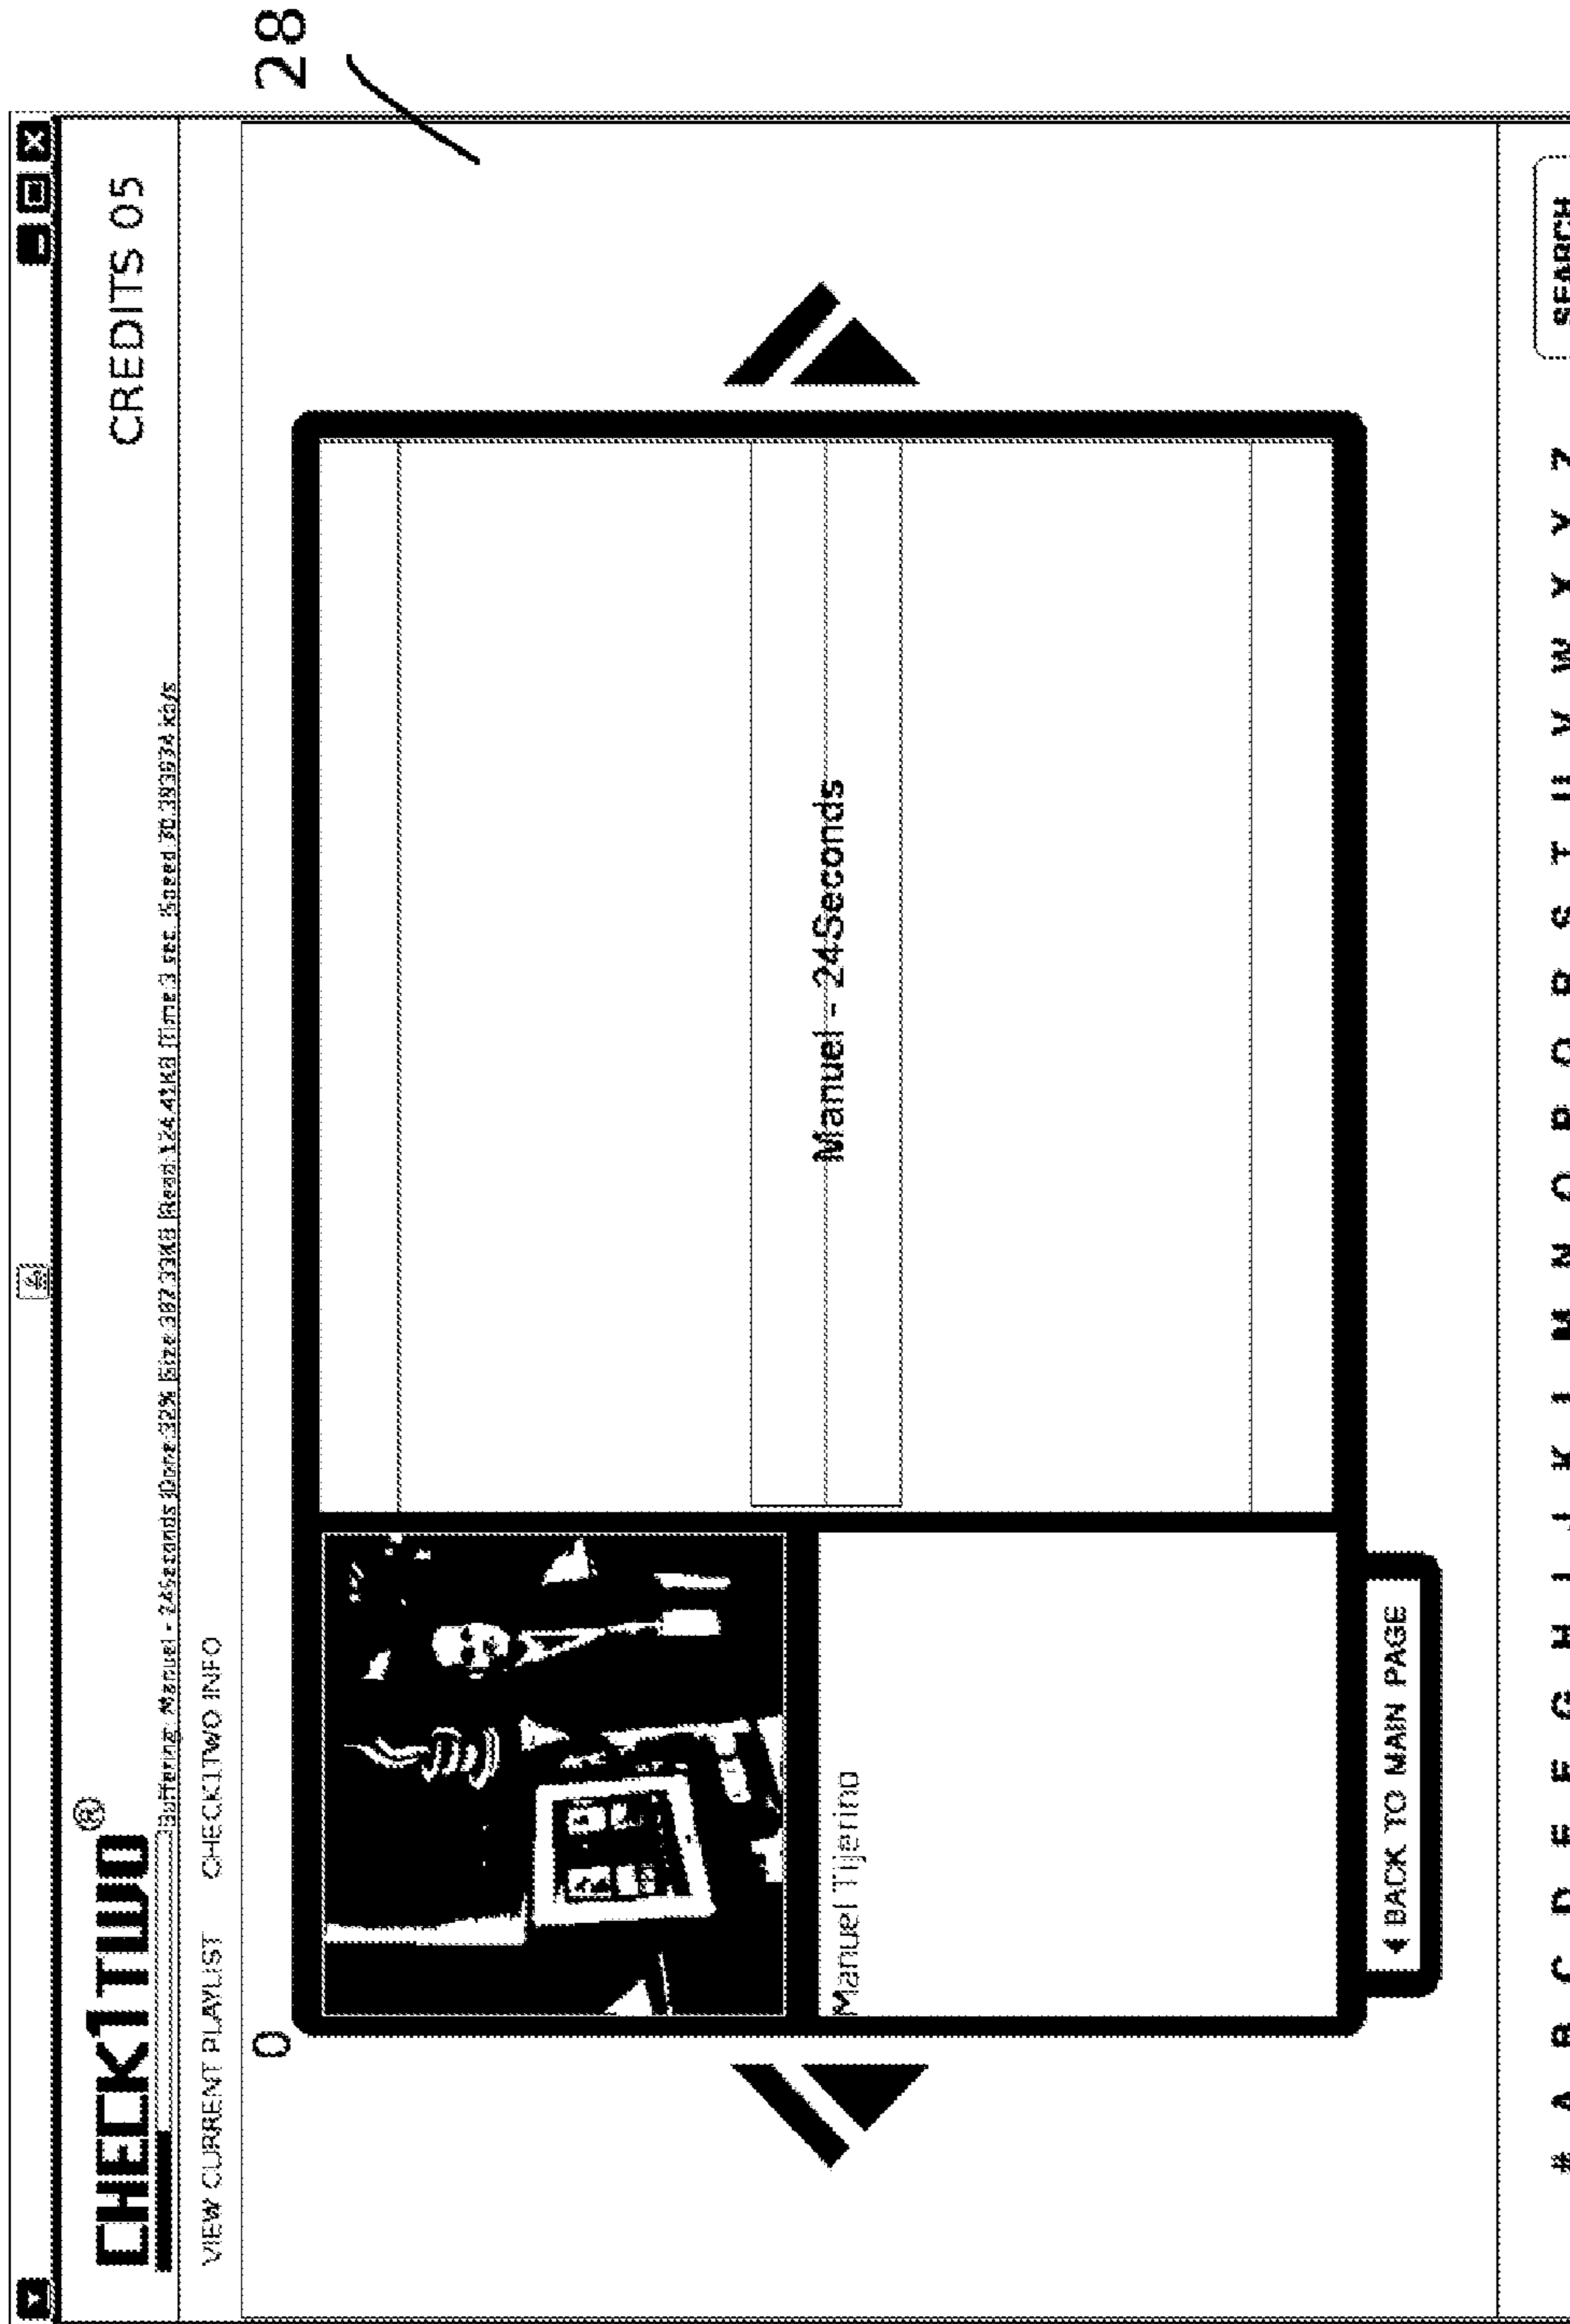 28
CHECK1TWO®
CREDITS 05
Buffering: Manuel - 24Seconds |Done:32% |Size:387.33KB |Read:124.41KB |Time:3 sec. Speed:30.39393A kb/s
VIEW CURRENT PLAYLIST CHECK1TWO INFO
0
Manuel - 24Seconds
Manuel Tijerino
BACK TO MAIN PAGE
# A B C D E F G H I J K L M N O P Q R S T U V W X Y Z SEARCH